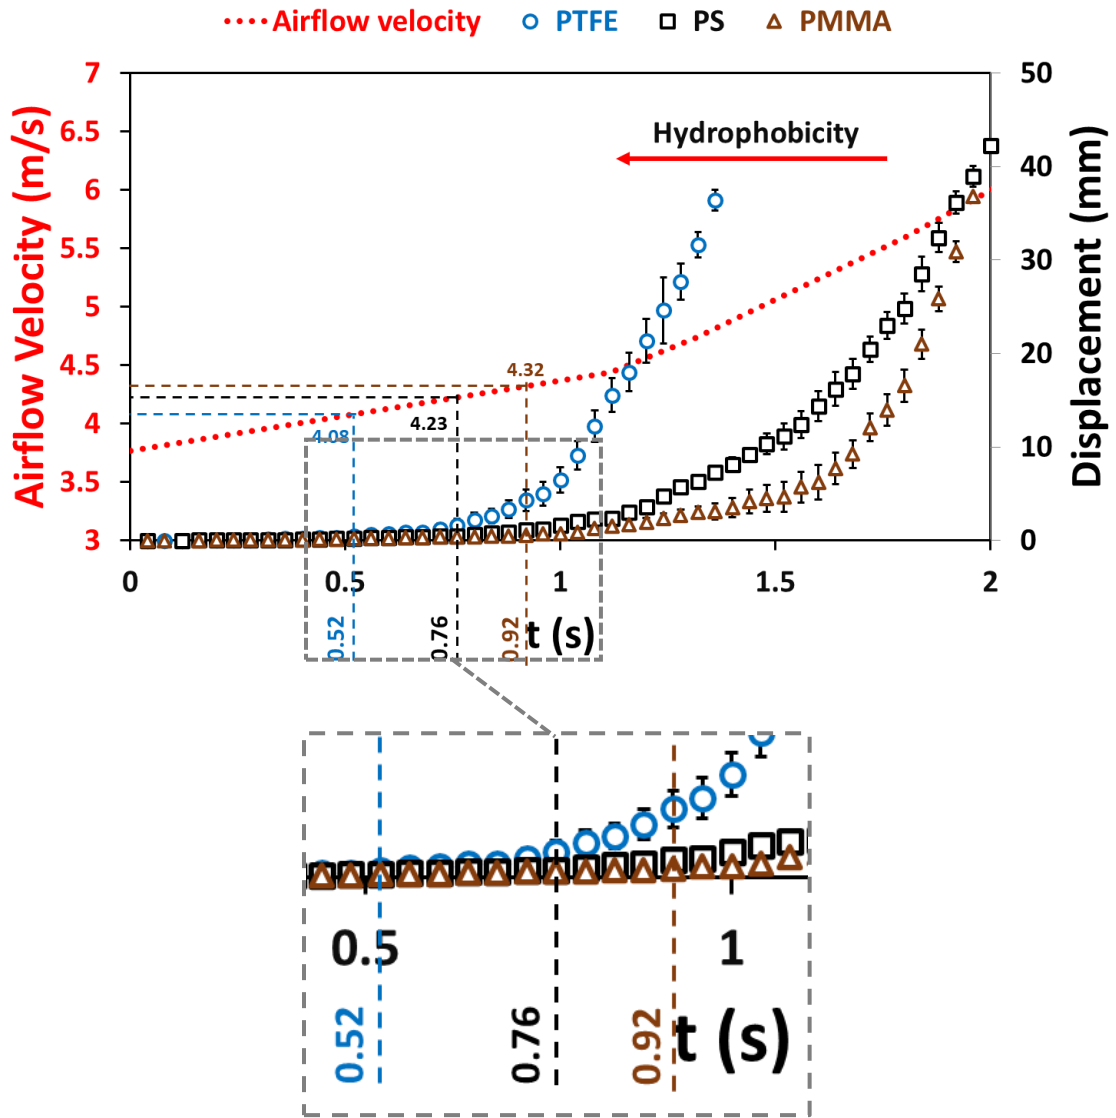 Airflow velocity PTFE PS PMMA
7 50
6.5 Hydrophobicity
6 40
5.5 30
5
4.5 4.32 20
4 4.08 4.23
3.5 10
3 0
0 0.5 1 1.5 2
0.52 0.76 0.92 t (s)
Airflow Velocity (m/s)
Displacement (mm)
0.5 1
0.52 0.76 0.92 t (s)